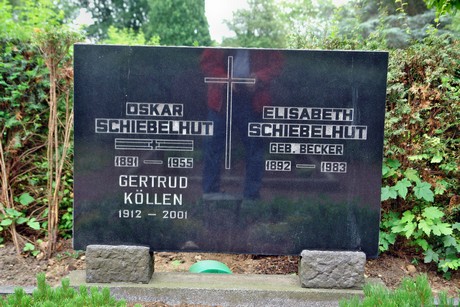 OSKAR
SCHIEBELHUT
1891 — 1955
GERTRUD
KÖLLEN
1912 — 2001
ELISABETH
SCHIEBELHUT
GEB. BECKER
1892 — 1983